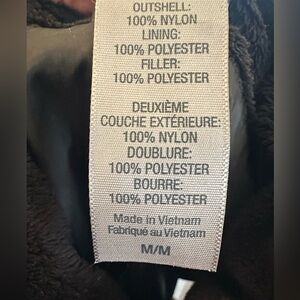 OUTSHELL:
100% NYLON
LINING:
100% POLYESTER
FILLER:
100% POLYESTER
DEUXIÈME
COUCHE EXTÉRIEURE:
100% NYLON
DOUBLURE:
100% POLYESTER
BOURRE:
100% POLYESTER
Made in Vietnam
Fabriqué au Vietnam
M/M